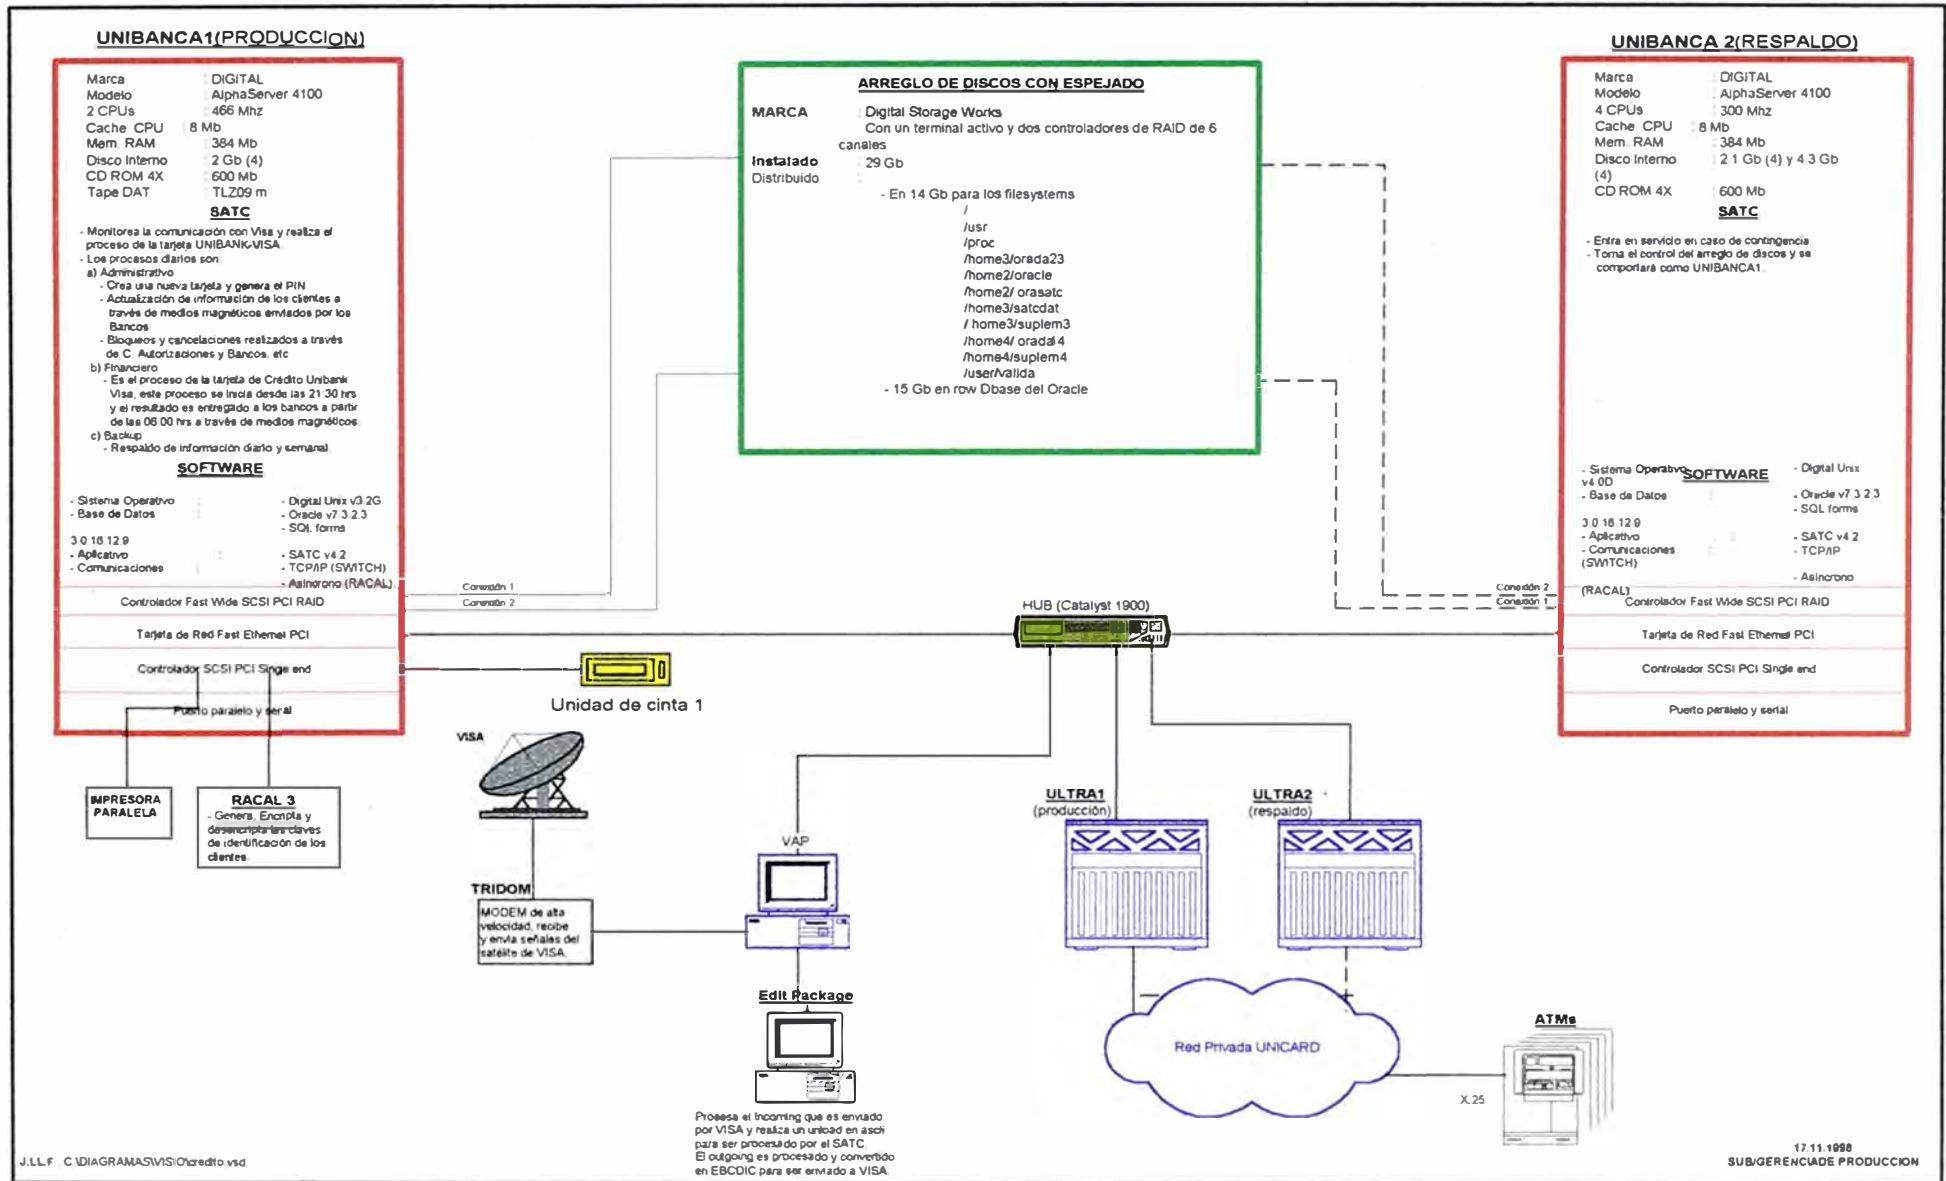 UNIBANCA1(PRODUCCION)
Marca : DIGITAL
Modelo : AlphaServer 4100
2 CPUs : 466 Mhz
Cache CPU : 8 Mb
Mem. RAM : 384 Mb
Disco Interno : 2 Gb (4)
CD ROM 4X : 600 Mb
Tape DAT : TLZ09 m
SATC
- Monitorea la comunicación con Visa y realiza el
proceso de la tarjeta UNIBANK-VISA.
- Los procesos diarios son:
a) Administrativo
- Crea una nueva tarjeta y genera el PIN
- Actualización de información de los clientes a
través de medios magnéticos enviados por los
Bancos
- Bloqueos y cancelaciones realizados a través
de C. Autorizaciones y Bancos, etc
b) Financiero
- Es el proceso de la tarjeta de Crédito Unibank
Visa, este proceso se inicia desde las 21:30 hrs
y el resultado es entregado a los bancos a partir
de las 06:00 hrs a través de medios magnéticos.
c) Backup
- Respaldo de información diario y semanal.
SOFTWARE
- Sistema Operativo : - Digital Unix v3.2G
- Base de Datos : - Oracle v7.3.2.3
- SQL forms
3.0.16.12.9
- Aplicativo : - SATC v4.2
- Comunicaciones : - TCP/IP (SWITCH)
- Asíncrono (RACAL)
Controlador Fast Wide SCSI PCI RAID
Tarjeta de Red Fast Ethernet PCI
Controlador SCSI PCI Single end
Puerto paralelo y serial
Conexión 1
Conexión 2
IMPRESORA
PARALELA
RACAL 3
- Genera, Encripta y
desencripta las claves
de identificación de los
clientes.
ARREGLO DE DISCOS CON ESPEJADO
MARCA : Digital Storage Works
Con un terminal activo y dos controladores de RAID de 6
canales
Instalado : 29 Gb
Distribuido :
- En 14 Gb para los filesystems
/
/usr
/proc
/home3/orada23
/home2/oracle
/home2/ orasatc
/home3/satcdat
/ home3/suplem3
/home4/ oradal4
/home4/suplem4
/user/valida
- 15 Gb en row Dbase del Oracle
UNIBANCA 2(RESPALDO)
Marca : DIGITAL
Modelo : AlphaServer 4100
4 CPUs : 300 Mhz
Cache CPU : 8 Mb
Mem. RAM : 384 Mb
Disco Interno : 2.1 Gb (4) y 4.3 Gb
(4)
CD ROM 4X : 600 Mb
SATC
- Entra en servicio en caso de contingencia
- Toma el control del arreglo de discos y se
comportará como UNIBANCA1.
SOFTWARE
- Sistema Operativo - Digital Unix
v4.0D
- Base de Datos : - Oracle v7.3.2.3
- SQL forms
3.0.16.12.9
- Aplicativo : - SATC v4.2
- Comunicaciones : - TCP/IP
(SWITCH)
- Asíncrono
(RACAL)
Controlador Fast Wide SCSI PCI RAID
Tarjeta de Red Fast Ethernet PCI
Controlador SCSI PCI Single end
Puerto paralelo y serial
Conexión 2
Conexión 1
HUB (Catalyst 1900)
Unidad de cinta 1
VISA
TRIDOM
MODEM de alta
velocidad, recibe
y envía señales del
satélite de VISA.
VAP
Edit Package
Procesa el Incoming que es enviado
por VISA y realiza un unload en ascii
para ser procesado por el SATC.
El outgoing es procesado y convertido
en EBCDIC para ser enviado a VISA.
ULTRA1
(producción)
ULTRA2
(respaldo)
Red Privada UNICARD
X.25
ATMs
J.LL.F C:\DIAGRAMAS\VISIO\credito.vsd
17.11.1998
SUB/GERENCIADE PRODUCCION